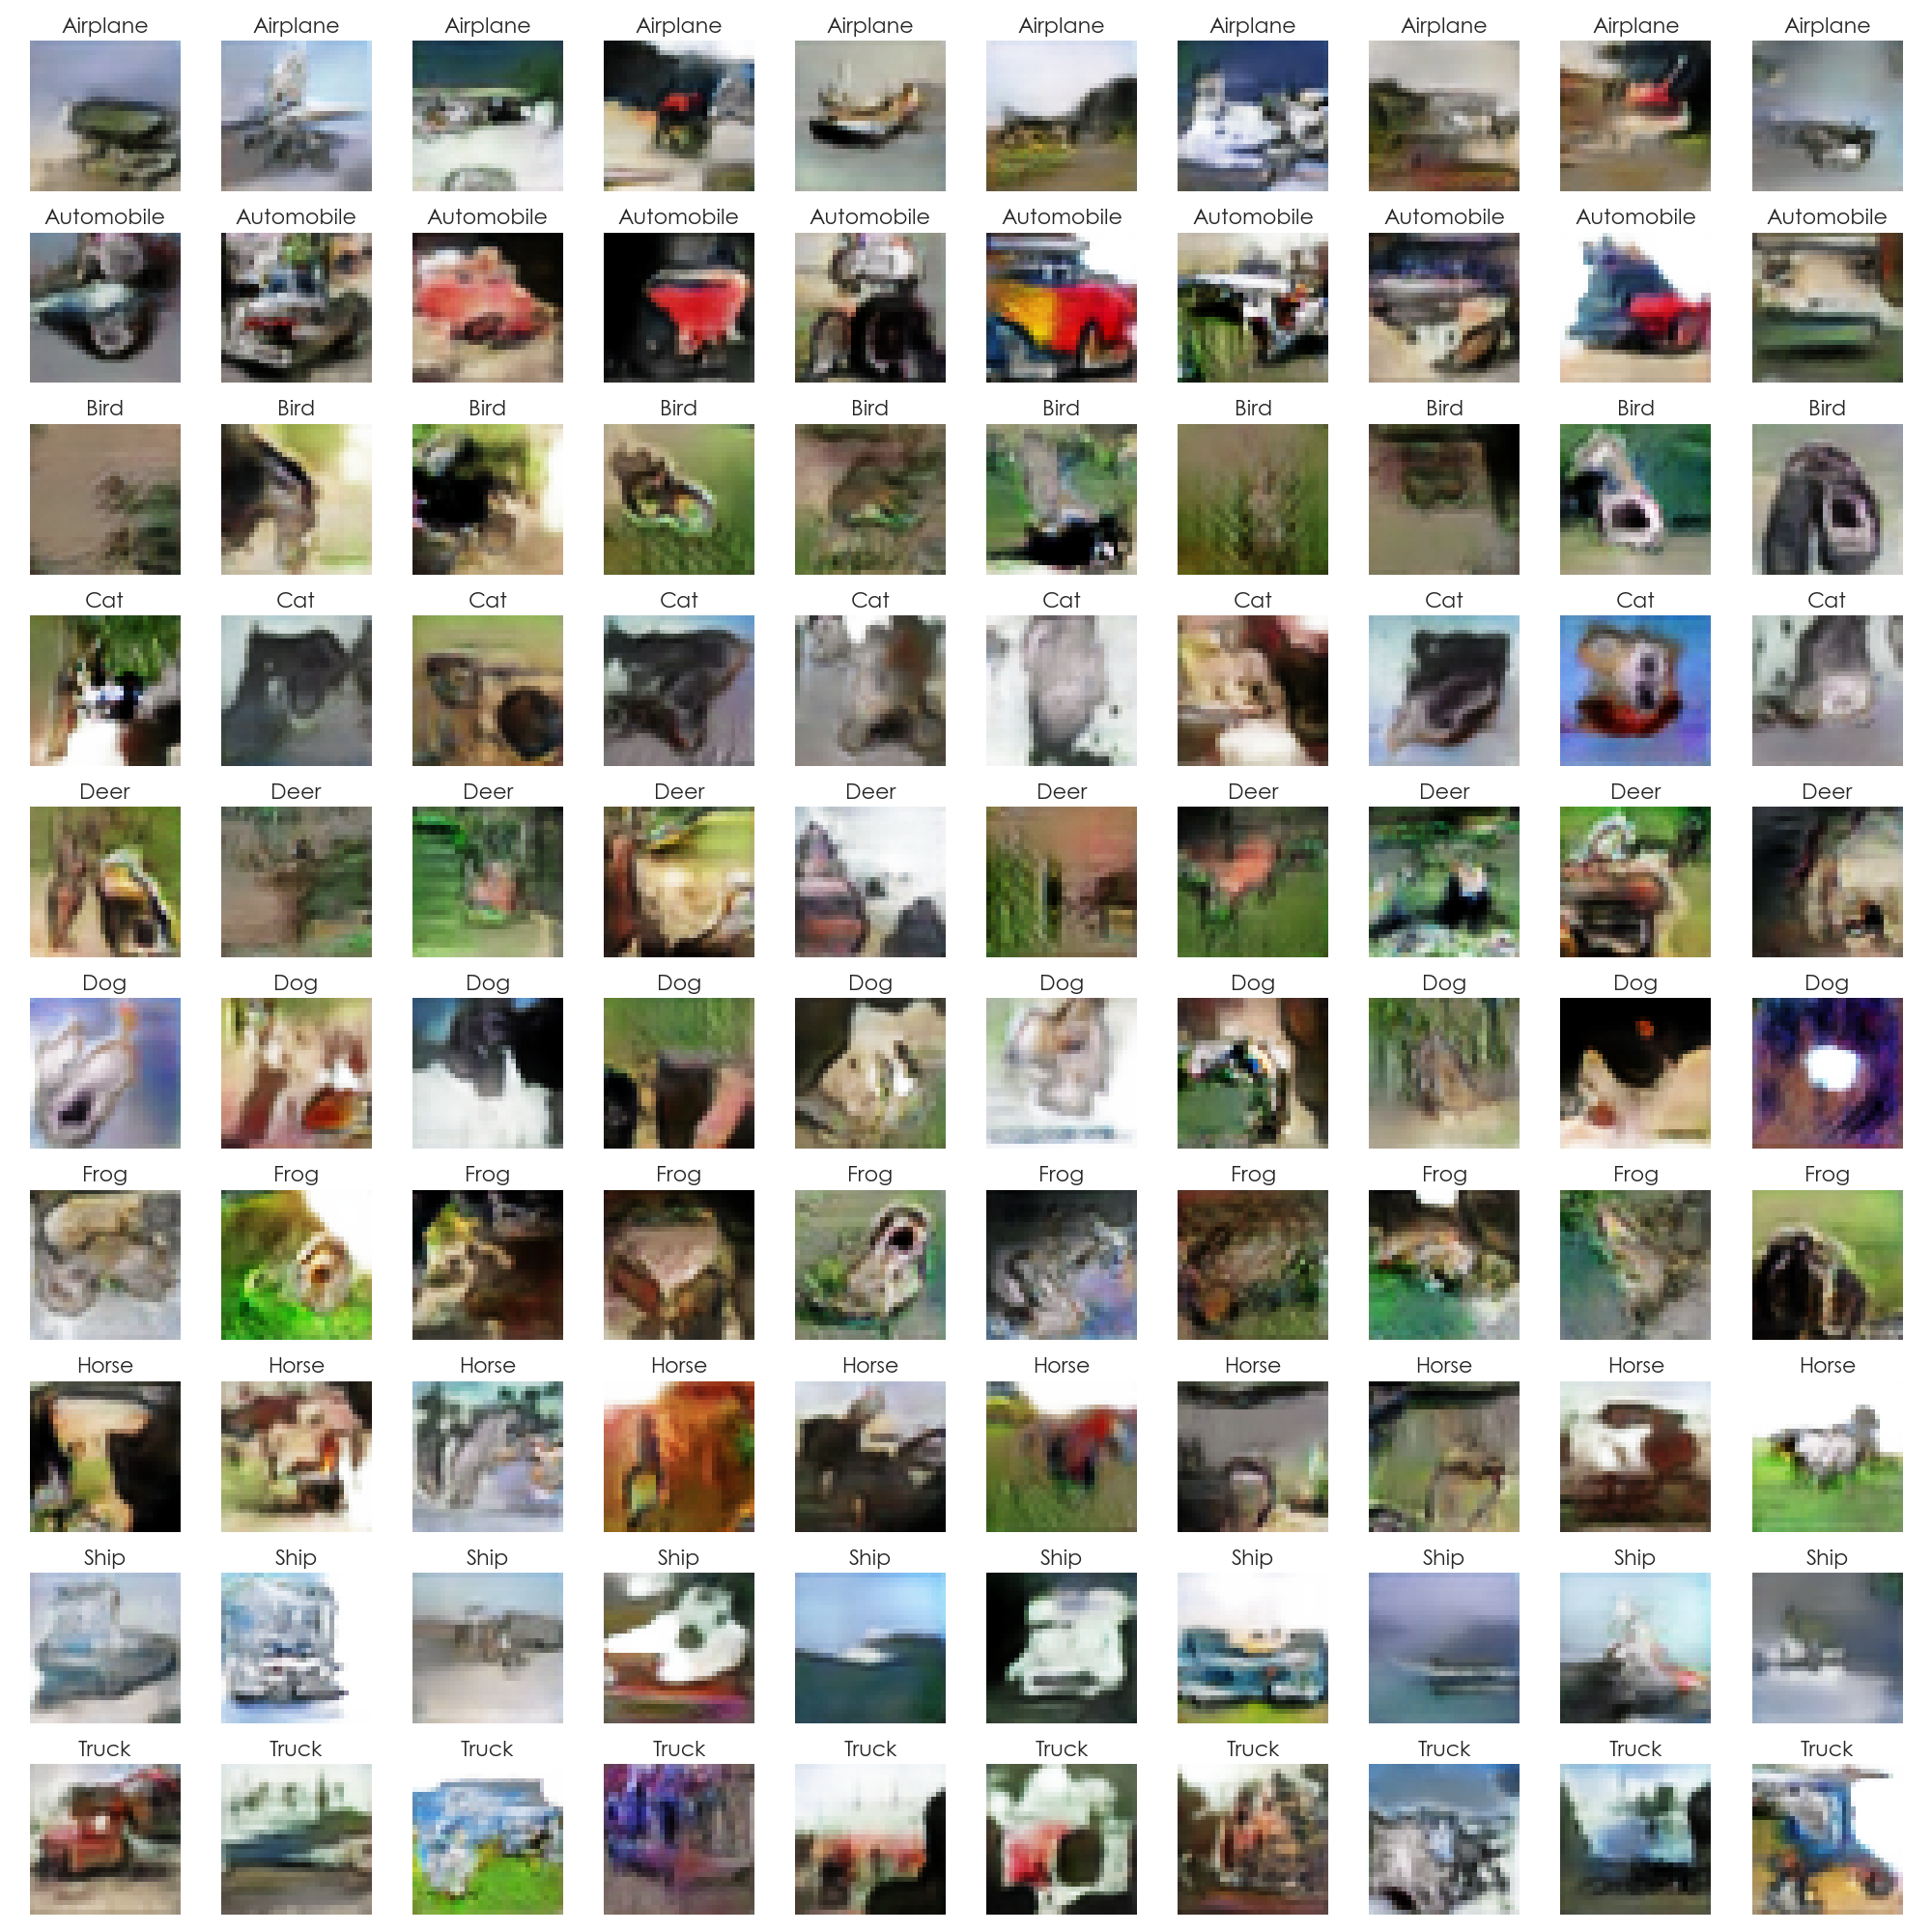 Airplane Airplane Airplane Airplane Airplane Airplane Airplane Airplane Airplane Airplane
Automobile Automobile Automobile Automobile Automobile Automobile Automobile Automobile Automobile Automobile
Bird Bird Bird Bird Bird Bird Bird Bird Bird Bird
Cat Cat Cat Cat Cat Cat Cat Cat Cat Cat
Deer Deer Deer Deer Deer Deer Deer Deer Deer Deer
Dog Dog Dog Dog Dog Dog Dog Dog Dog Dog
Frog Frog Frog Frog Frog Frog Frog Frog Frog Frog
Horse Horse Horse Horse Horse Horse Horse Horse Horse Horse
Ship Ship Ship Ship Ship Ship Ship Ship Ship Ship
Truck Truck Truck Truck Truck Truck Truck Truck Truck Truck